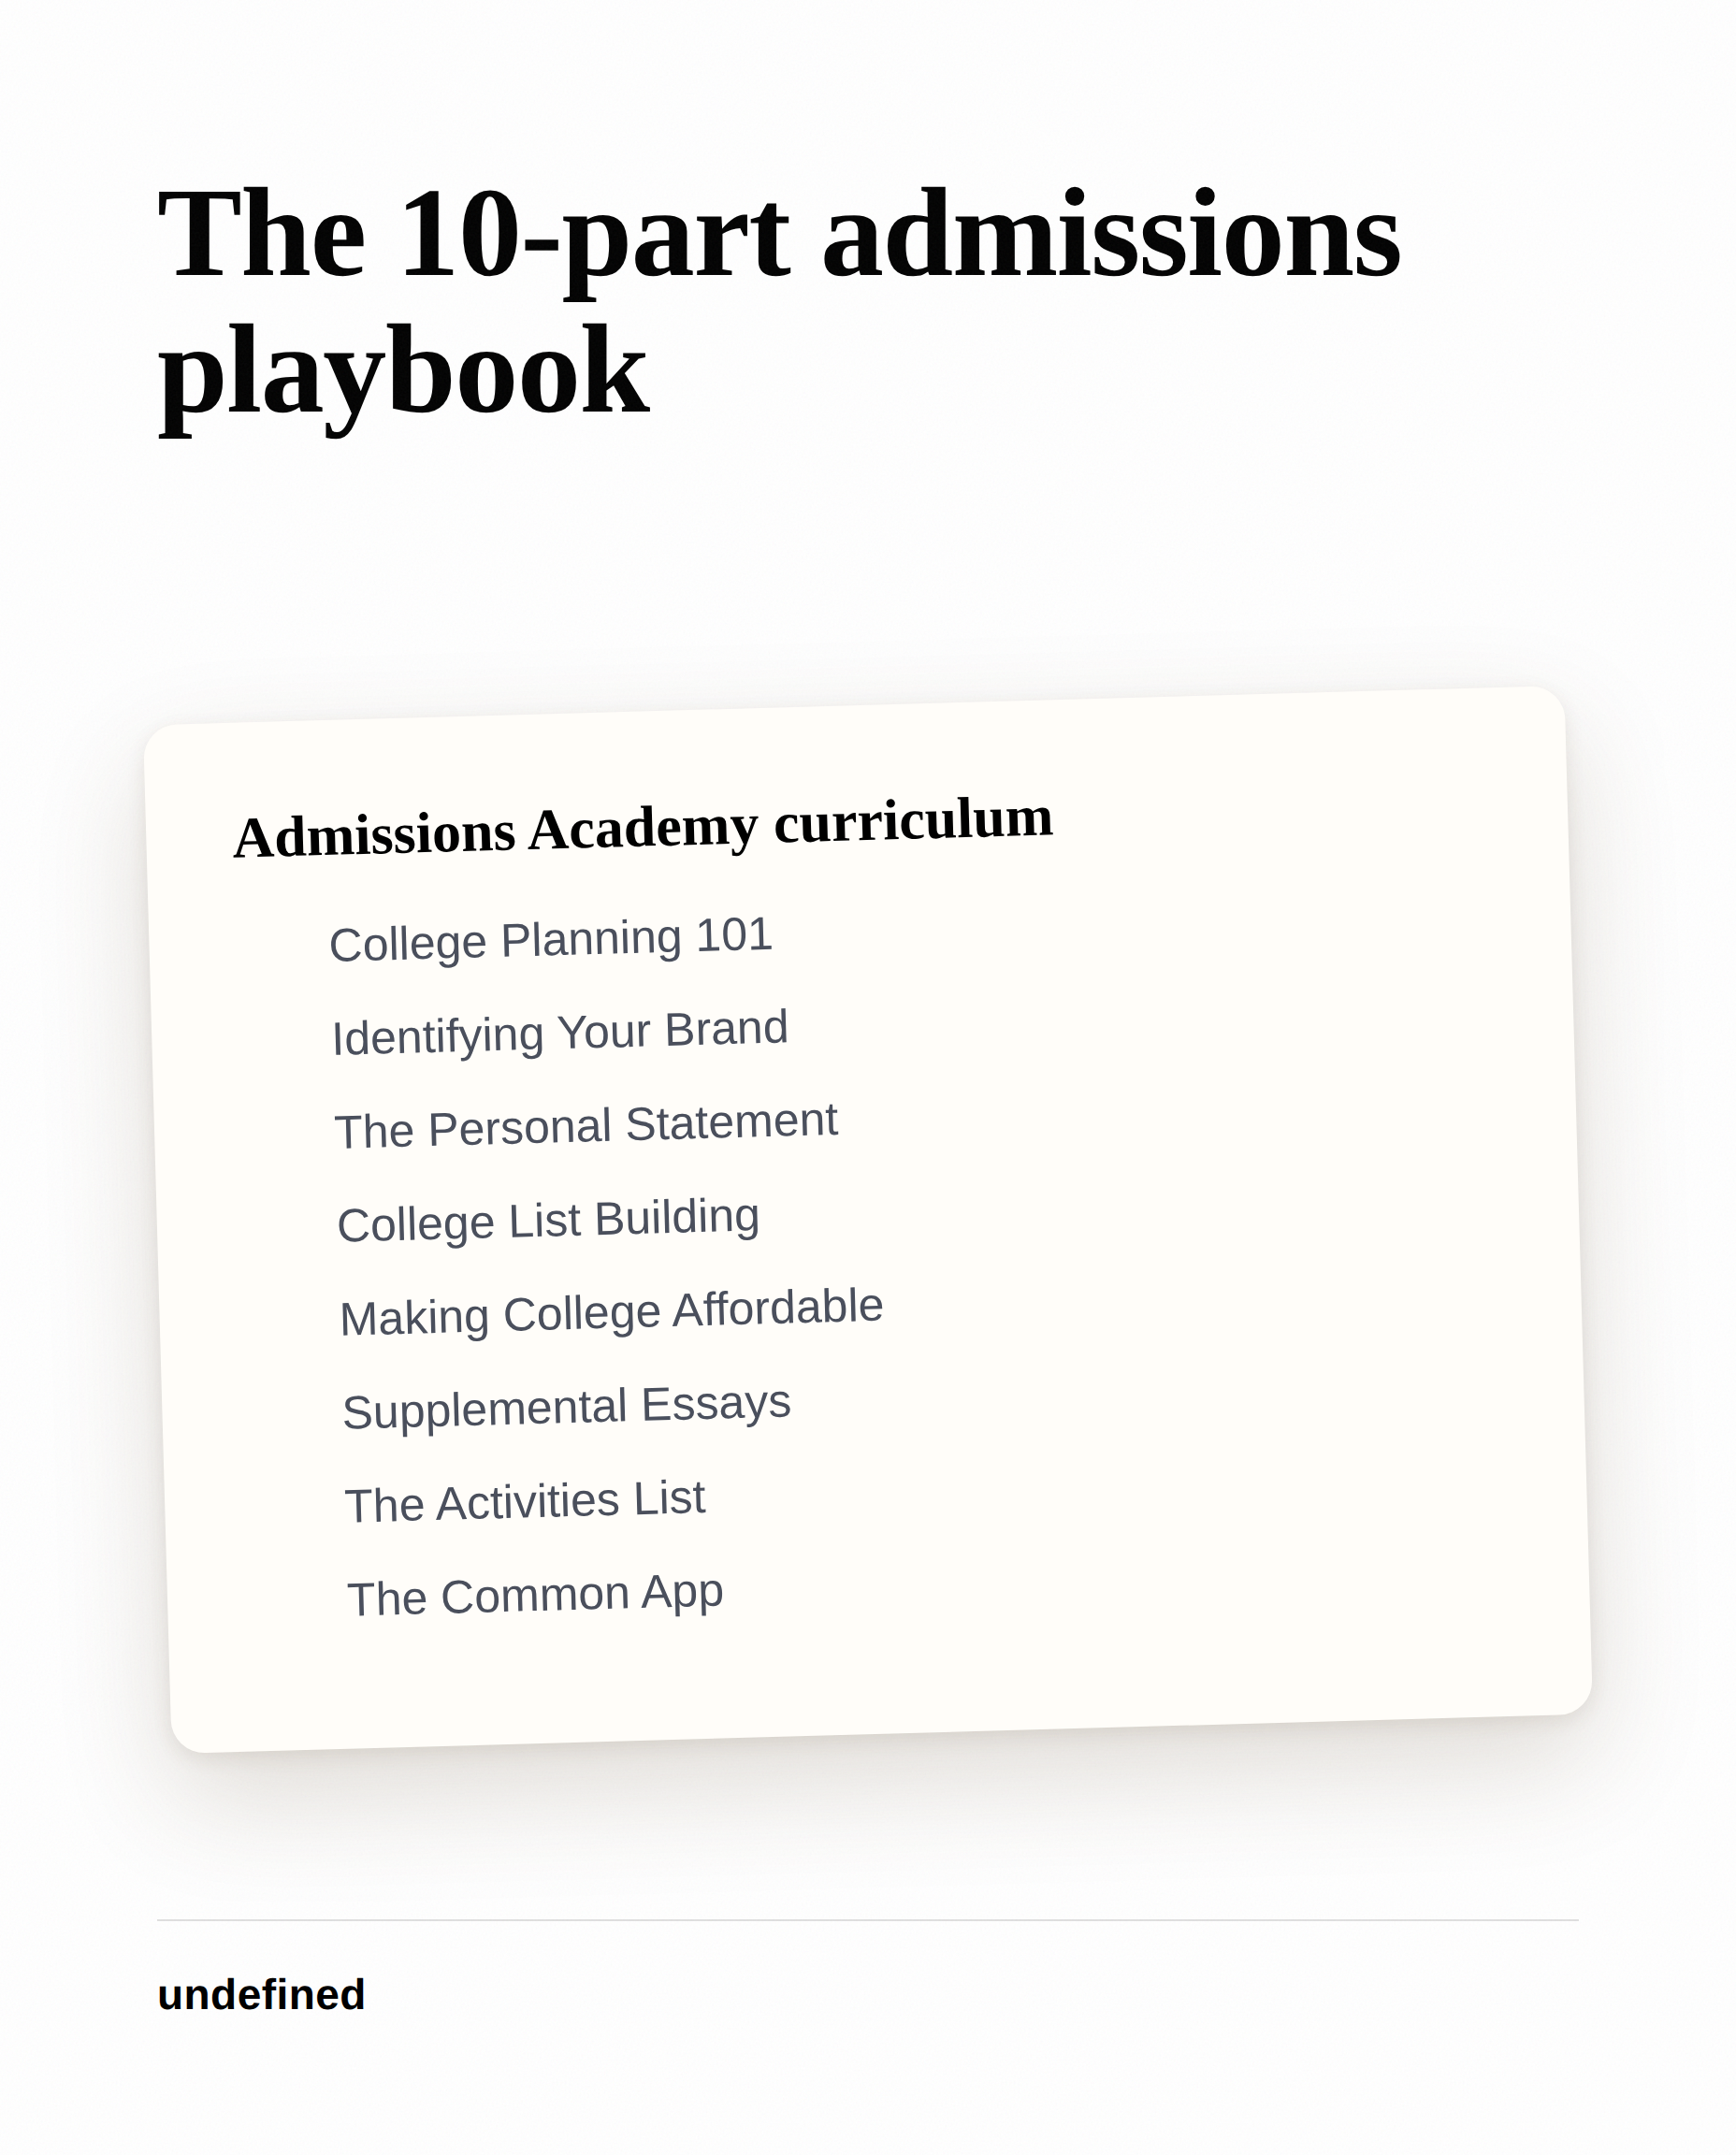 The 10-part admissions
playbook
Admissions Academy curriculum
College Planning 101
Identifying Your Brand
The Personal Statement
College List Building
Making College Affordable
Supplemental Essays
The Activities List
The Common App
undefined